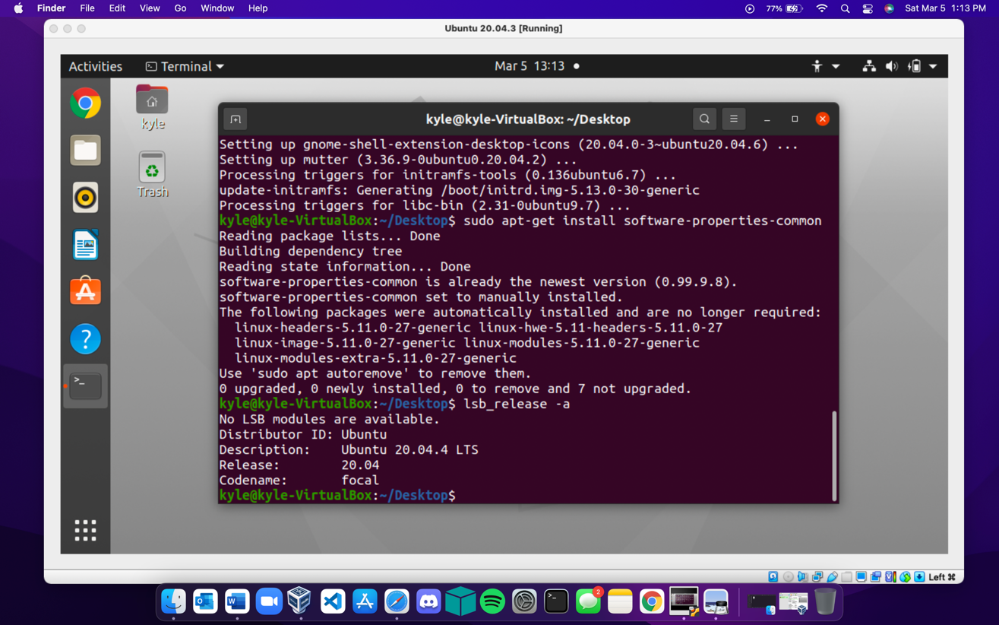 Finder File Edit View Go Window Help 77% Sat Mar 5 1:13 PM
Ubuntu 20.04.3 [Running]
Activities Terminal Mar 5 13:13
kyle
Trash
kyle@kyle-VirtualBox: ~/Desktop
Setting up gnome-shell-extension-desktop-icons (20.04.0-3~ubuntu20.04.6) ...
Setting up mutter (3.36.9-0ubuntu0.20.04.2) ...
Processing triggers for initramfs-tools (0.136ubuntu6.7) ...
update-initramfs: Generating /boot/initrd.img-5.13.0-30-generic
Processing triggers for libc-bin (2.31-0ubuntu9.7) ...
kyle@kyle-VirtualBox:~/Desktop$ sudo apt-get install software-properties-common
Reading package lists... Done
Building dependency tree
Reading state information... Done
software-properties-common is already the newest version (0.99.9.8).
software-properties-common set to manually installed.
The following packages were automatically installed and are no longer required:
linux-headers-5.11.0-27-generic linux-hwe-5.11-headers-5.11.0-27
linux-image-5.11.0-27-generic linux-modules-5.11.0-27-generic
linux-modules-extra-5.11.0-27-generic
Use 'sudo apt autoremove' to remove them.
0 upgraded, 0 newly installed, 0 to remove and 7 not upgraded.
kyle@kyle-VirtualBox:~/Desktop$ lsb_release -a
No LSB modules are available.
Distributor ID: Ubuntu
Description: Ubuntu 20.04.4 LTS
Release: 20.04
Codename: focal
kyle@kyle-VirtualBox:~/Desktop$
Left ⌘
2